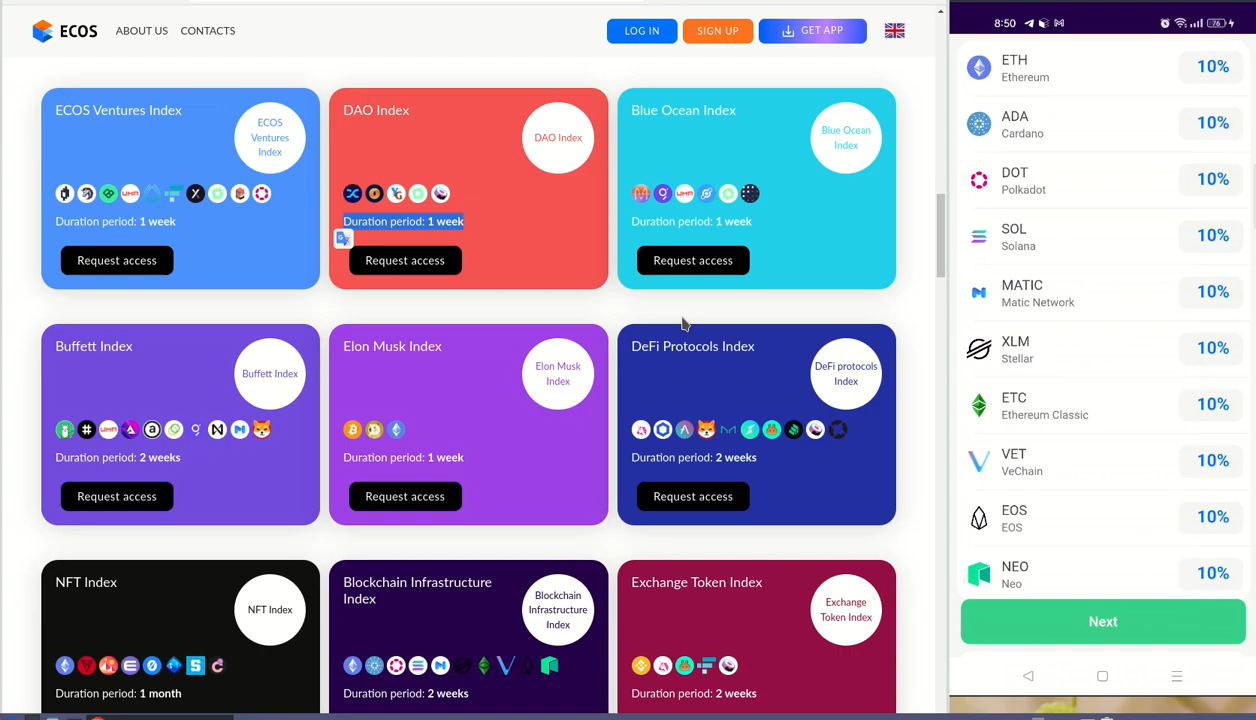 ECOS
ABOUT US
CONTACTS
LOG IN
SIGN UP
GET APP
ECOS Ventures Index
ECOS
Ventures
Index
Duration period: 1 week
Request access
DAO Index
DAO Index
Duration period: 1 week
Request access
Blue Ocean Index
Blue Ocean
Index
Duration period: 1 week
Request access
Buffett Index
Buffett Index
Duration period: 2 weeks
Request access
Elon Musk Index
Elon Musk
Index
Duration period: 1 week
Request access
DeFi Protocols Index
DeFi protocols
Index
Duration period: 2 weeks
Request access
NFT Index
NFT Index
Duration period: 1 month
Blockchain Infrastructure
Index
Blockchain
Infrastructure
Index
Duration period: 2 weeks
Exchange Token Index
Exchange
Token Index
Duration period: 2 weeks
8:50
76
ETH
Ethereum
10%
ADA
Cardano
10%
DOT
Polkadot
10%
SOL
Solana
10%
MATIC
Matic Network
10%
XLM
Stellar
10%
ETC
Ethereum Classic
10%
VET
VeChain
10%
EOS
EOS
10%
NEO
Neo
10%
Next